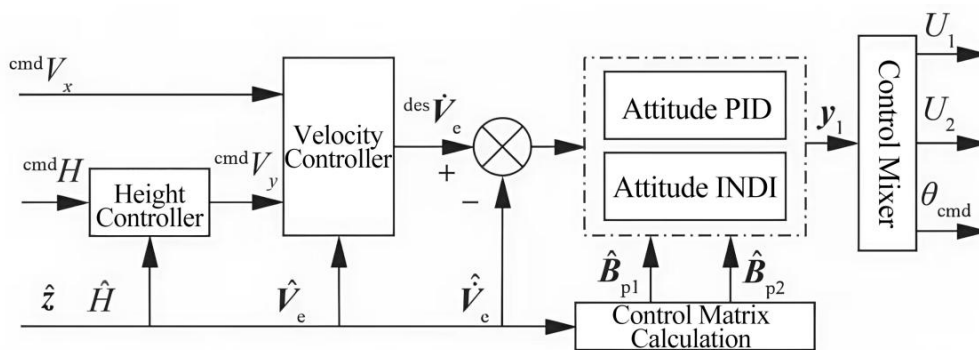 cmdVx
cmdH
Height
Controller
cmdVy
Velocity
Controller
desV̇e
+
−
Attitude PID
Attitude INDI
y1
Control Mixer
U1
U2
θcmd
ẑ
Ĥ
V̂e
V̇̂e
B̂p1
B̂p2
Control Matrix
Calculation